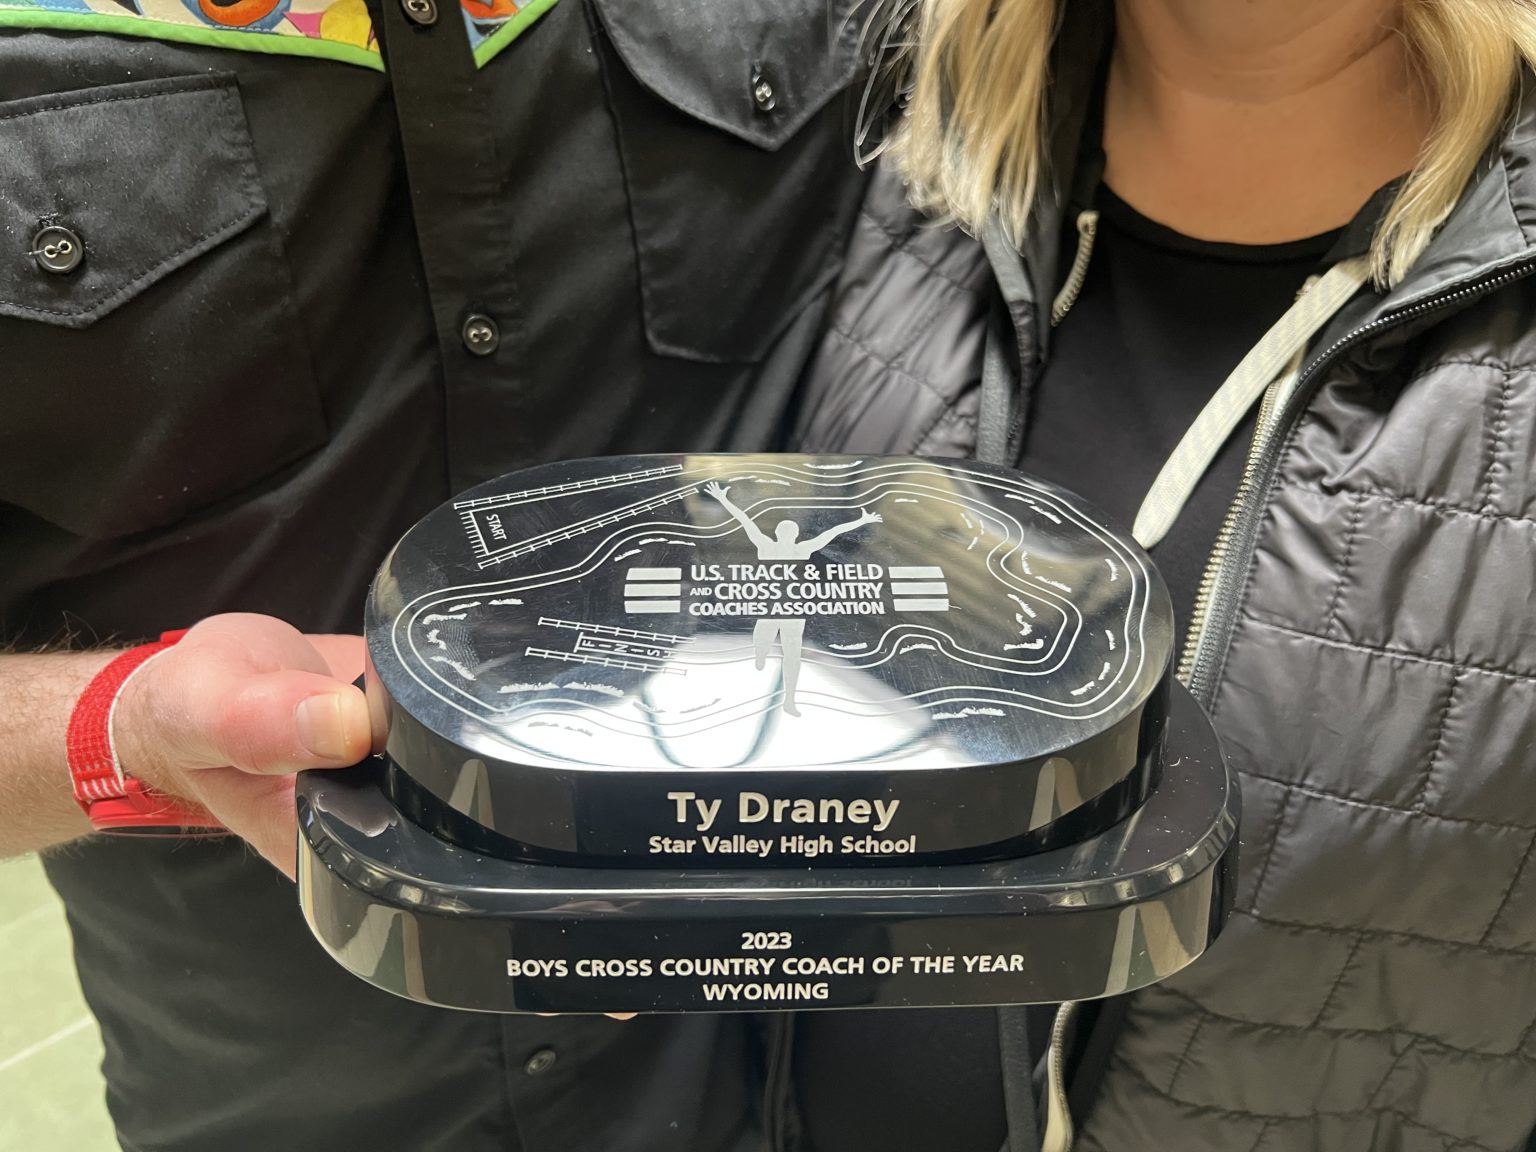 START
U.S. TRACK & FIELD
AND CROSS COUNTRY
COACHES ASSOCIATION
FINISH
Ty Draney
Star Valley High School
2023
BOYS CROSS COUNTRY COACH OF THE YEAR
WYOMING